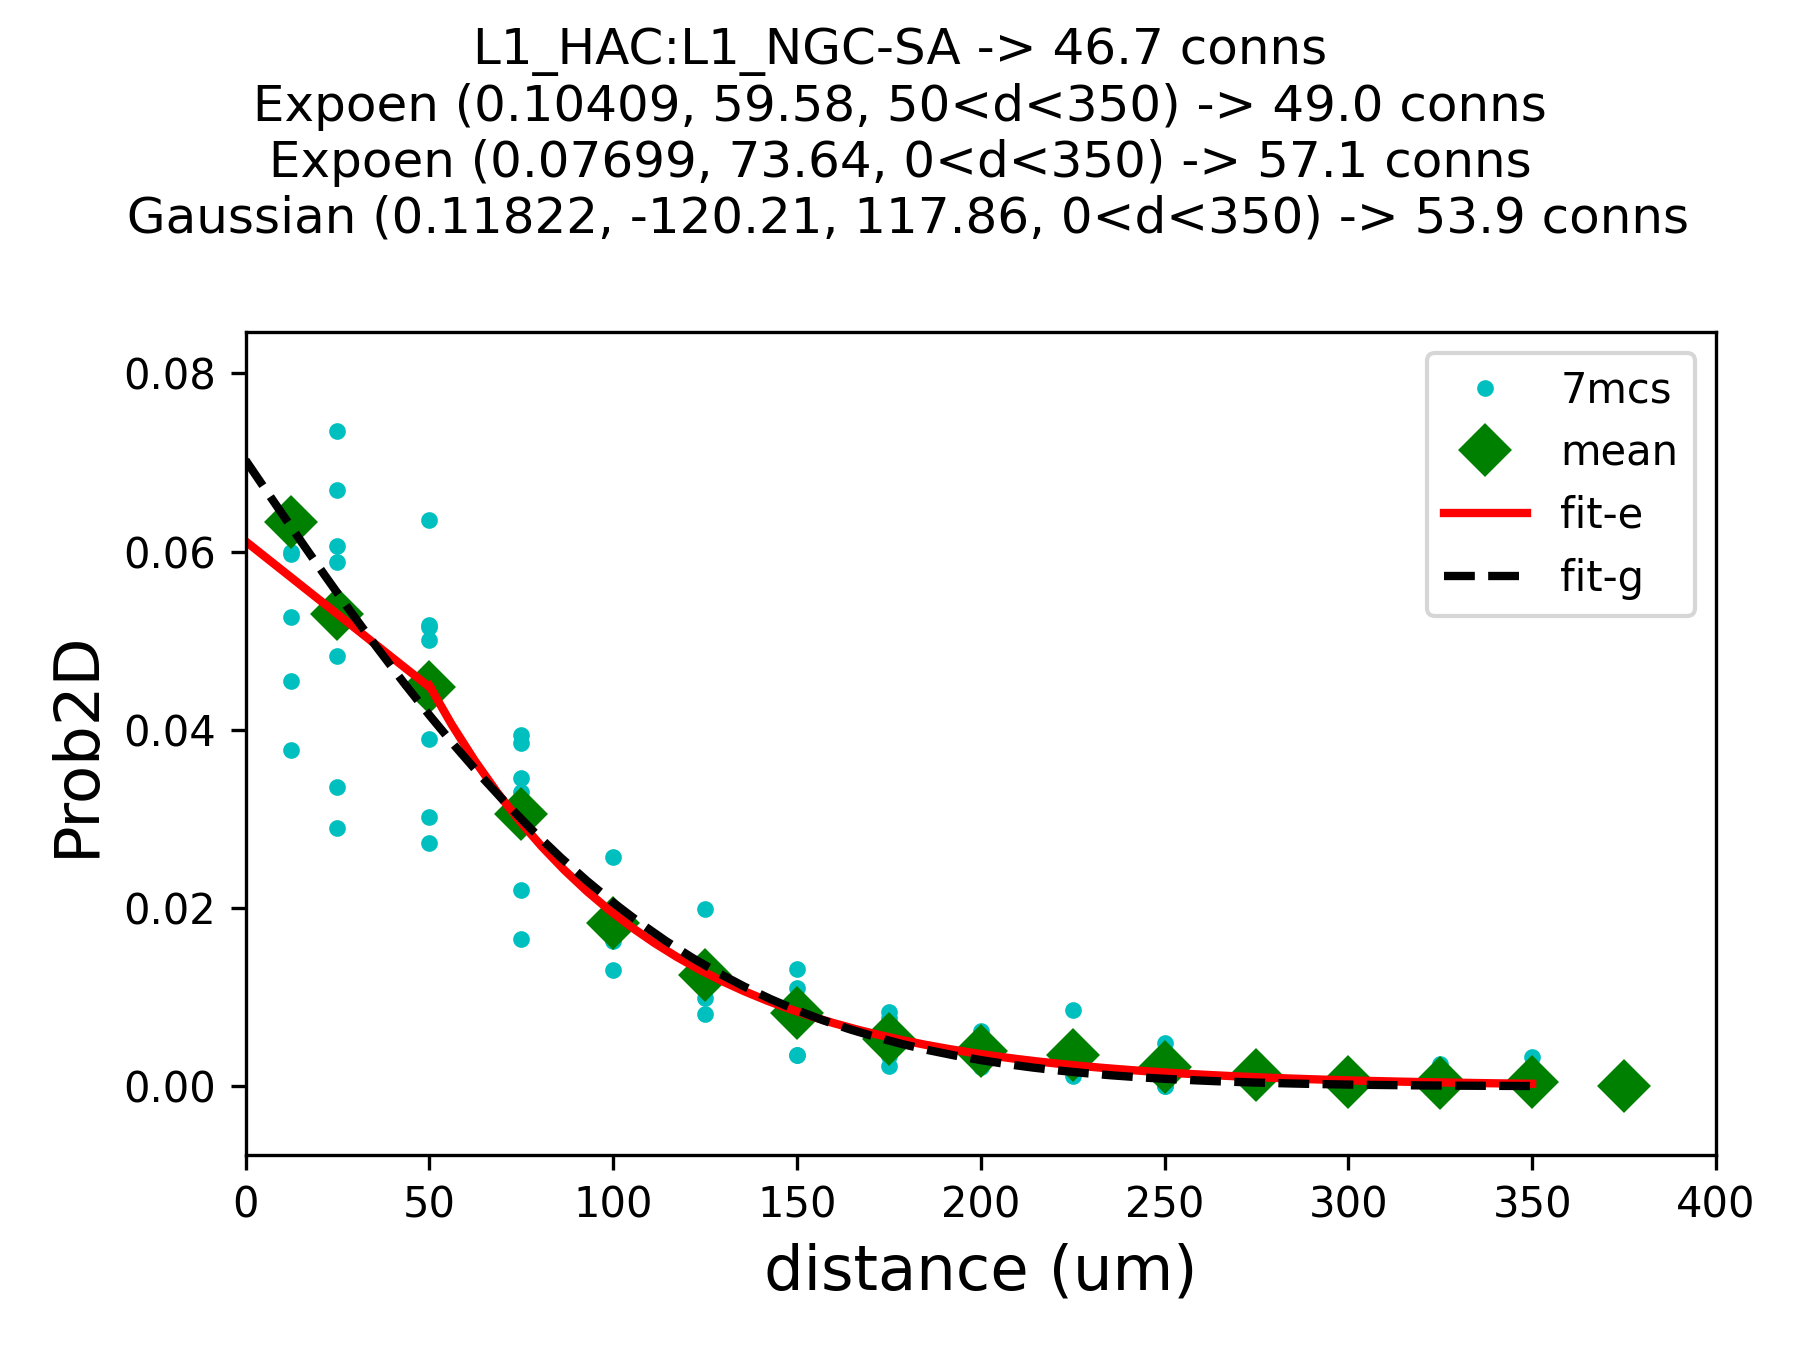 L1_HAC:L1_NGC-SA -> 46.7 conns
Expoen (0.10409, 59.58, 50<d<350) -> 49.0 conns
Expoen (0.07699, 73.64, 0<d<350) -> 57.1 conns
Gaussian (0.11822, -120.21, 117.86, 0<d<350) -> 53.9 conns
7mcs
mean
fit-e
fit-g
Prob2D
0.08
0.06
0.04
0.02
0.00
0 50 100 150 200 250 300 350 400
distance (um)